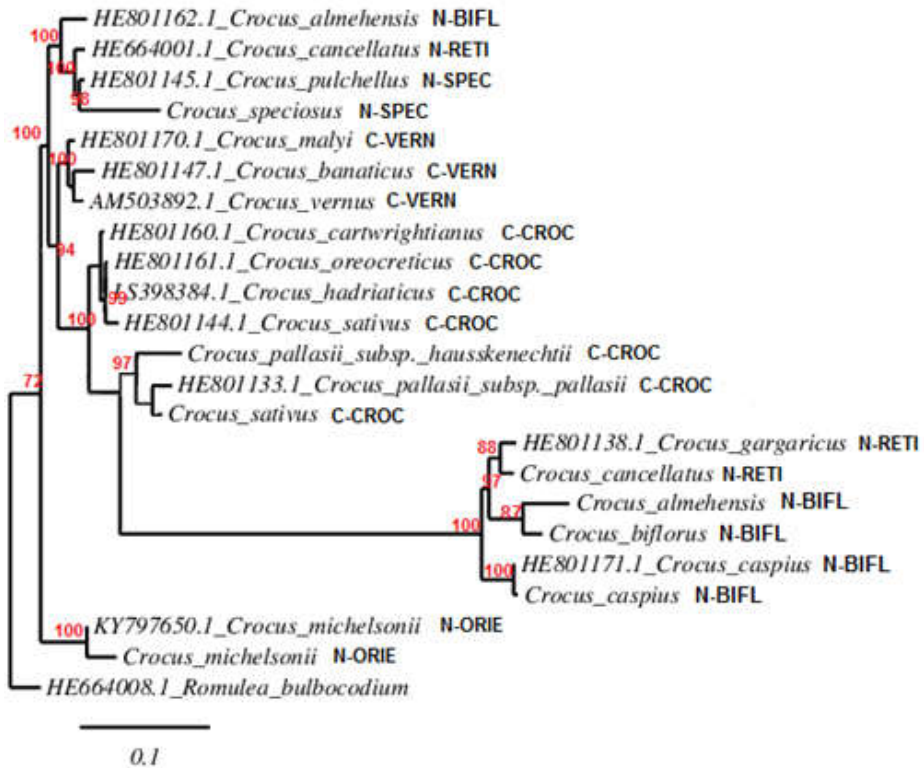 HE801162.1_Crocus_almehensis N-BIFL
100
HE664001.1_Crocus_cancellatus N-RETI
100
HE801145.1_Crocus_pulchellus N-SPEC
98
Crocus_speciosus N-SPEC
100
HE801170.1_Crocus_malyi C-VERN
100
HE801147.1_Crocus_banaticus C-VERN
AM503892.1_Crocus_vernus C-VERN
HE801160.1_Crocus_cartwrightianus C-CROC
94
HE801161.1_Crocus_oreocreticus C-CROC
LS398384.1_Crocus_hadriaticus C-CROC
99
100
HE801144.1_Crocus_sativus C-CROC
Crocus_pallasii_subsp._hausskenechtii C-CROC
97
72
HE801133.1_Crocus_pallasii_subsp._pallasii C-CROC
Crocus_sativus C-CROC
88
HE801138.1_Crocus_gargaricus N-RETI
Crocus_cancellatus N-RETI
97
Crocus_almehensis N-BIFL
87
100
Crocus_biflorus N-BIFL
HE801171.1_Crocus_caspius N-BIFL
100
Crocus_caspius N-BIFL
KY797650.1_Crocus_michelsonii N-ORIE
100
Crocus_michelsonii N-ORIE
HE664008.1_Romulea_bulbocodium
0.1